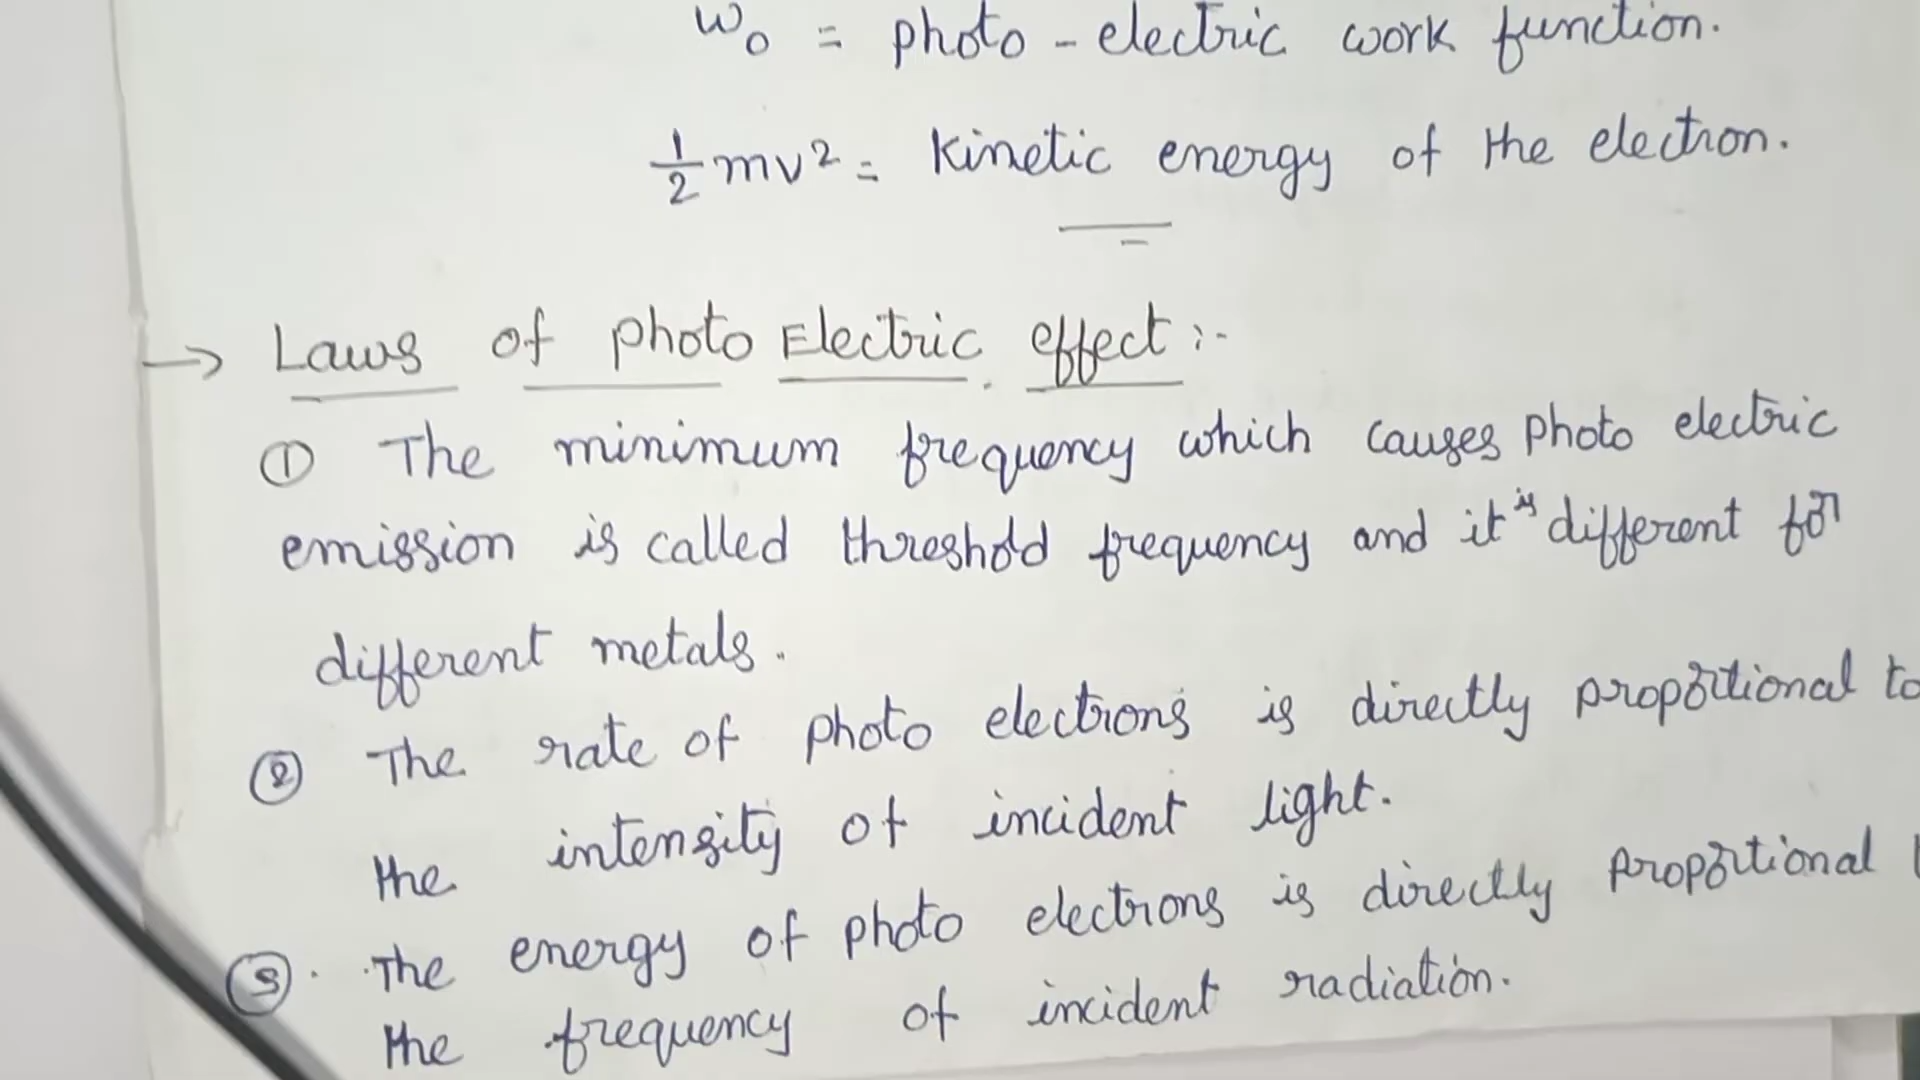 W₀ = photo - electric work function.
½ mv² = Kinetic energy of the electron.
→ Laws of photo Electric effect :-
① The minimum frequency which causes photo electric
emission is called threshold frequency and it is different for
different metals.
② The rate of photo electrons is directly proportional to
the intensity of incident light.
③ The energy of photo electrons is directly proportional
the frequency of incident radiation.